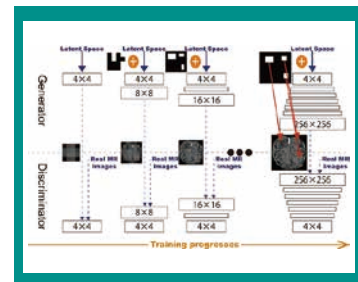 Latent Space Latent Space Latent Space Latent Space
Generator
4×4 4×4 4×4 4×4
8×8
16×16
256×256
Real MR Images Real MR Images Real MR Images Real MR Images
Discriminator
256×256
16×16
8×8
4×4 4×4 4×4 4×4
Training progresses